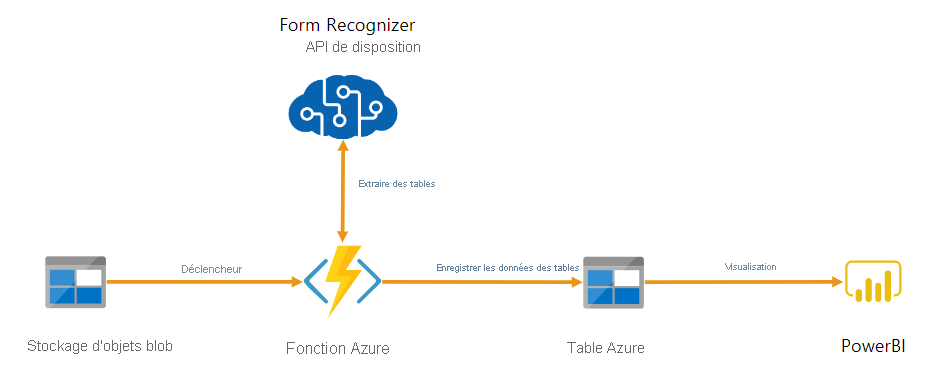 Form Recognizer
API de disposition
Extraire des tables
Déclencheur
Enregistrer les données des tables
Visualisation
Stockage d'objets blob
Fonction Azure
Table Azure
PowerBI